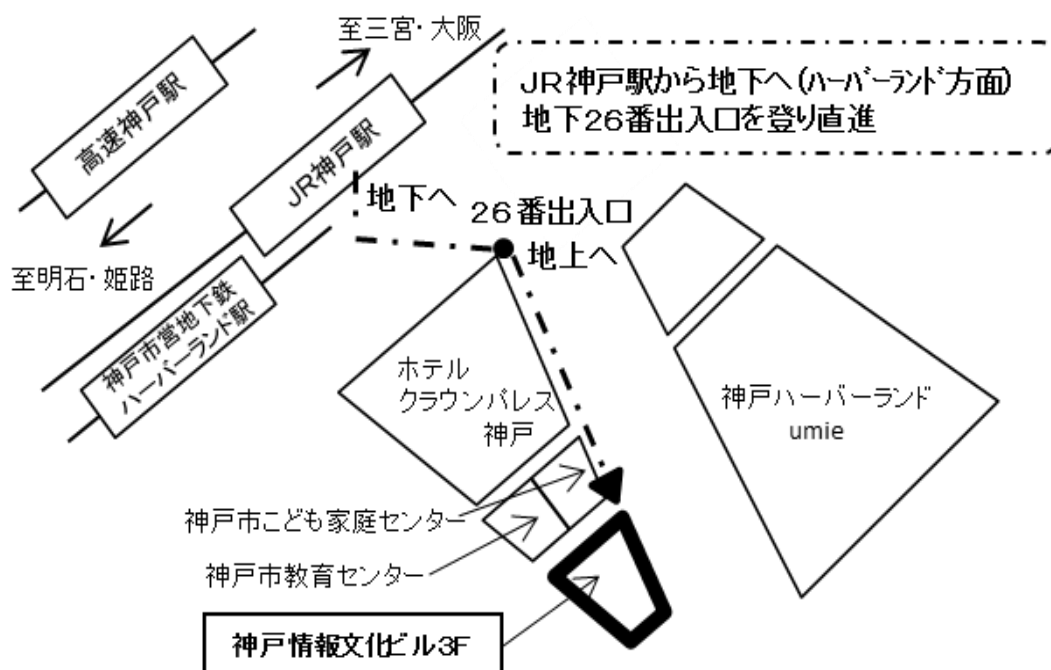 至三宮・大阪
JR神戸駅から地下へ(ハーバーランド方面)
地下26番出入口を登り直進
高速神戸駅
JR神戸駅
地下へ
26番出入口
地上へ
至明石・姫路
神戸市営地下鉄
ハーバーランド駅
ホテル
クラウンパレス
神戸
神戸ハーバーランド
umie
神戸市こども家庭センター
神戸市教育センター
神戸情報文化ビル3F